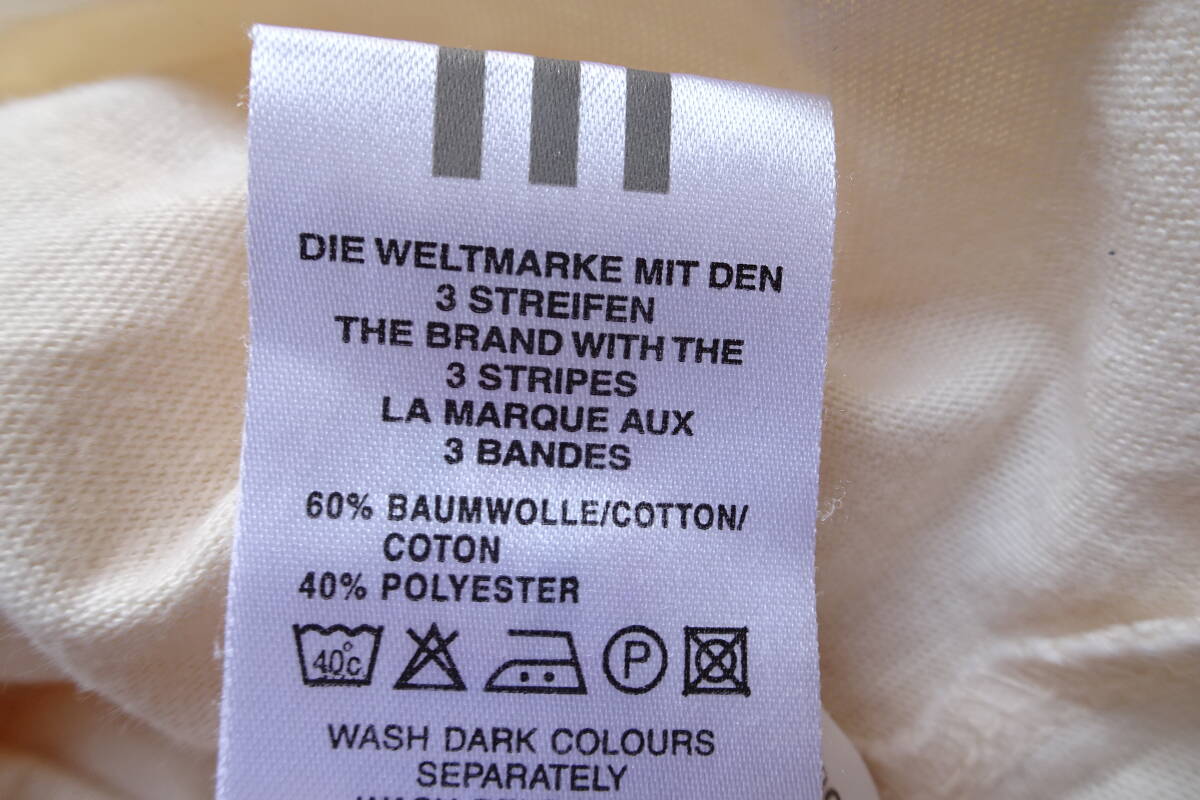 DIE WELTMARKE MIT DEN
3 STREIFEN
THE BRAND WITH THE
3 STRIPES
LA MARQUE AUX
3 BANDES
60% BAUMWOLLE/COTTON/
COTON
40% POLYESTER
40°C P
WASH DARK COLOURS
SEPARATELY
WASH